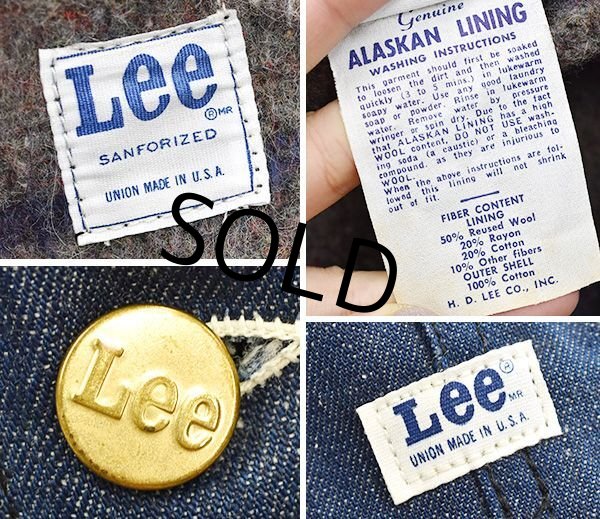 Lee
® MR
SANFORIZED
UNION MADE IN U.S.A.
Genuine
ALASKAN LINING
WASHING INSTRUCTIONS
This garment should first be soaked
to loosen the dirt and then washed
quickly (3 to 5 mins.) in lukewarm
soapy water. Use any good laundry
soap or powder. Rinse in lukewarm
water. Remove water by pressure
wringer or spin dry. Due to the fact
that ALASKAN LINING has a high
WOOL content, DO NOT USE wash-
ing soda (a caustic) or a bleaching
compound, as they are injurious to
WOOL.
When the above instructions are fol-
lowed this lining will not shrink
out of fit.
FIBER CONTENT
LINING
50% Reused Wool
20% Rayon
20% Cotton
10% Other fibers
OUTER SHELL
100% Cotton
H. D. LEE CO., INC.
SOLD
Lee
Lee
® MR
UNION MADE IN U.S.A.